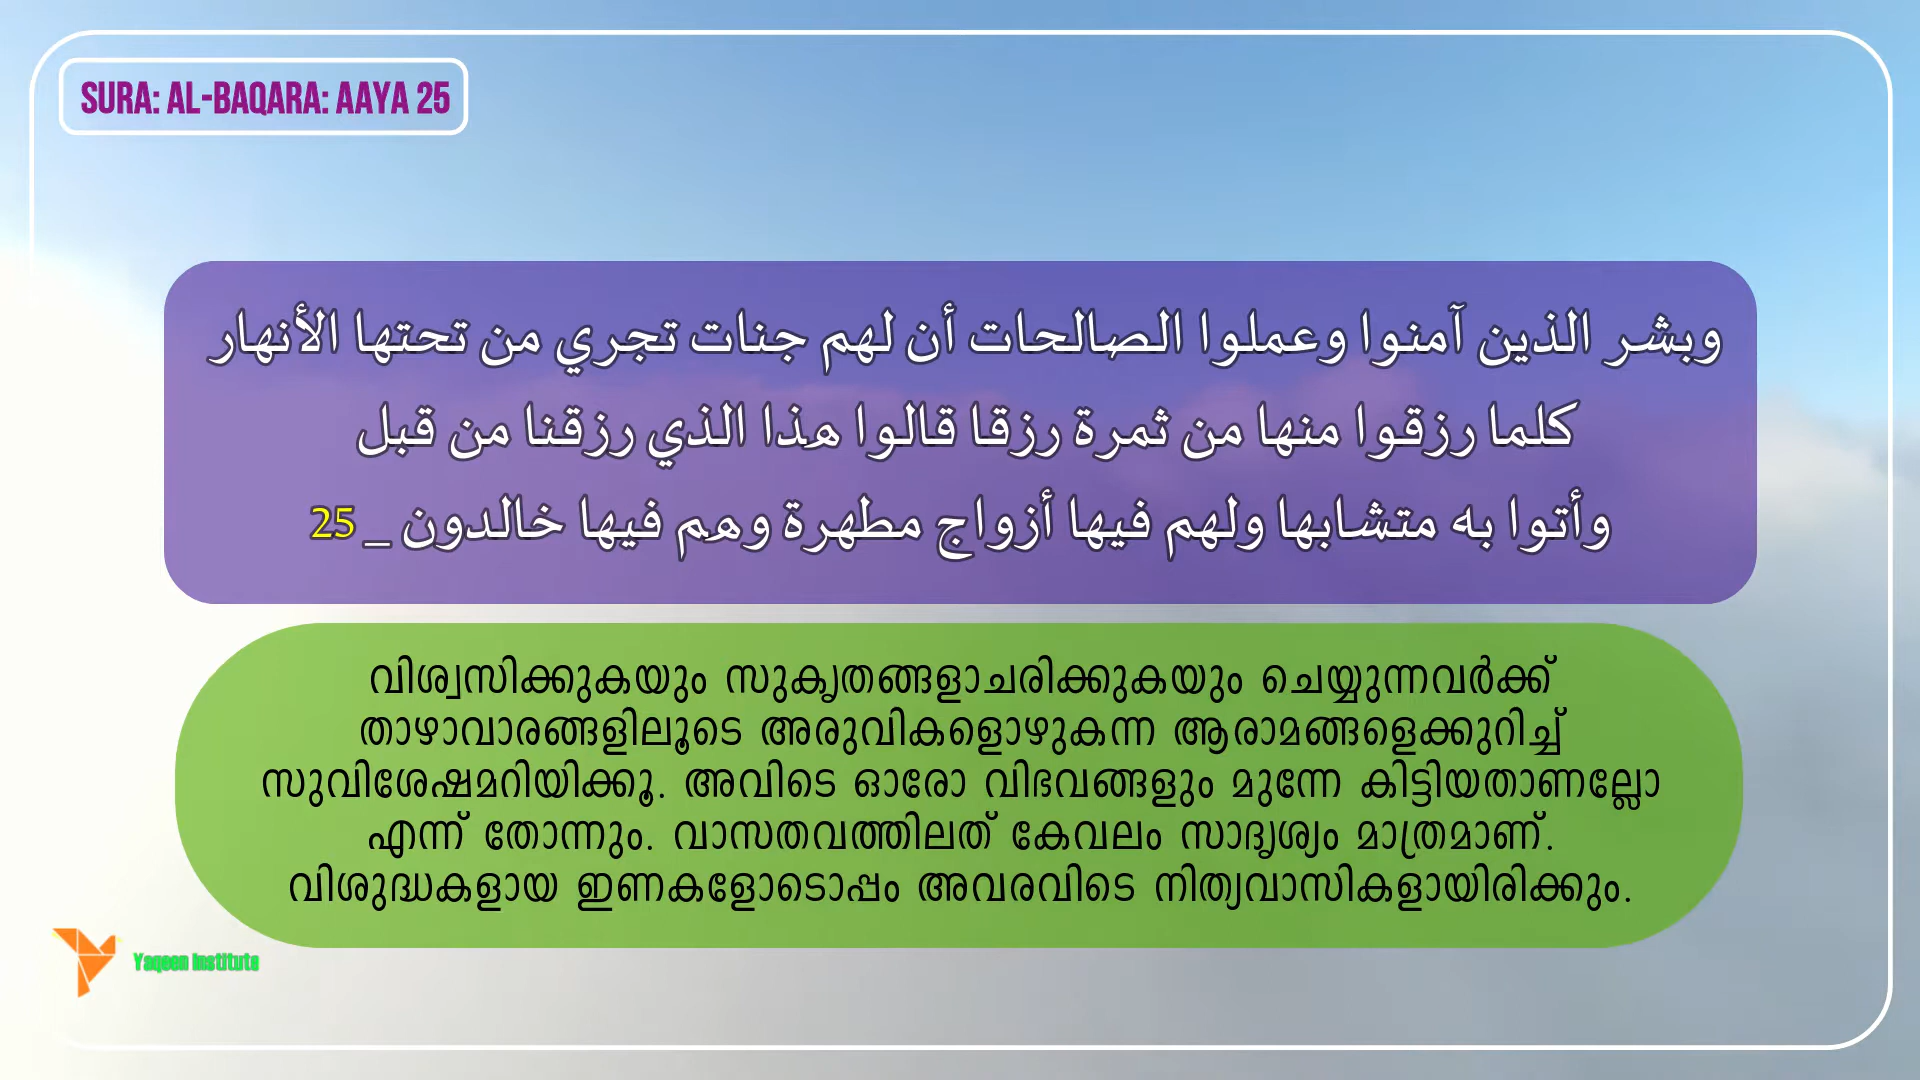 SURA: AL-BAQARA: AAYA 25
وبشر الذين آمنوا وعملوا الصالحات أن لهم جنات تجري من تحتها الأنهار
كلما رزقوا منها من ثمرة رزقا قالوا هذا الذي رزقنا من قبل
وأتوا به متشابها ولهم فيها أزواج مطهرة وهم فيها خالدون _ 25
വിശ്വസിക്കുകയും സുകൃതങ്ങളാചരിക്കുകയും ചെയ്യുന്നവർക്ക്
താഴാവാരങ്ങളിലൂടെ അരുവികളൊഴുകന്ന ആരാമങ്ങളെക്കുറിച്ച്
സുവിശേഷമറിയിക്കൂ. അവിടെ ഓരോ വിഭവങ്ങളും മുന്നേ കിട്ടിയതാണല്ലോ
എന്ന് തോന്നും. വാസതവത്തിലത് കേവലം സാദൃശ്യം മാത്രമാണ്.
വിശുദ്ധകളായ ഇണകളോടൊപ്പം അവരവിടെ നിത്യവാസികളായിരിക്കും.
Yaqeen Institute